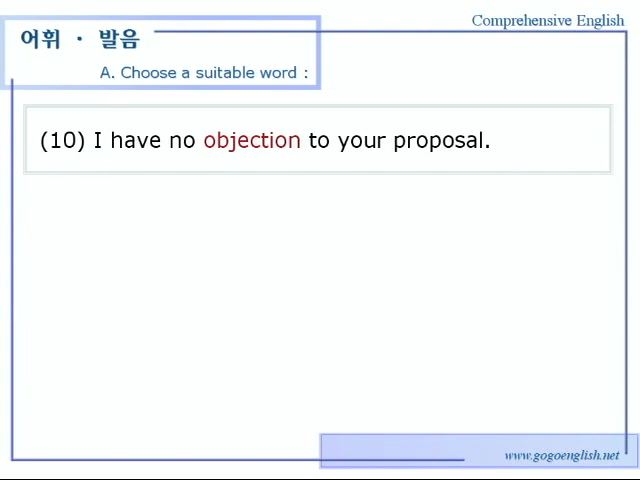 Comprehensive English
어휘 · 발음
A. Choose a suitable word :
(10) I have no objection to your proposal.
www.gogoenglish.net